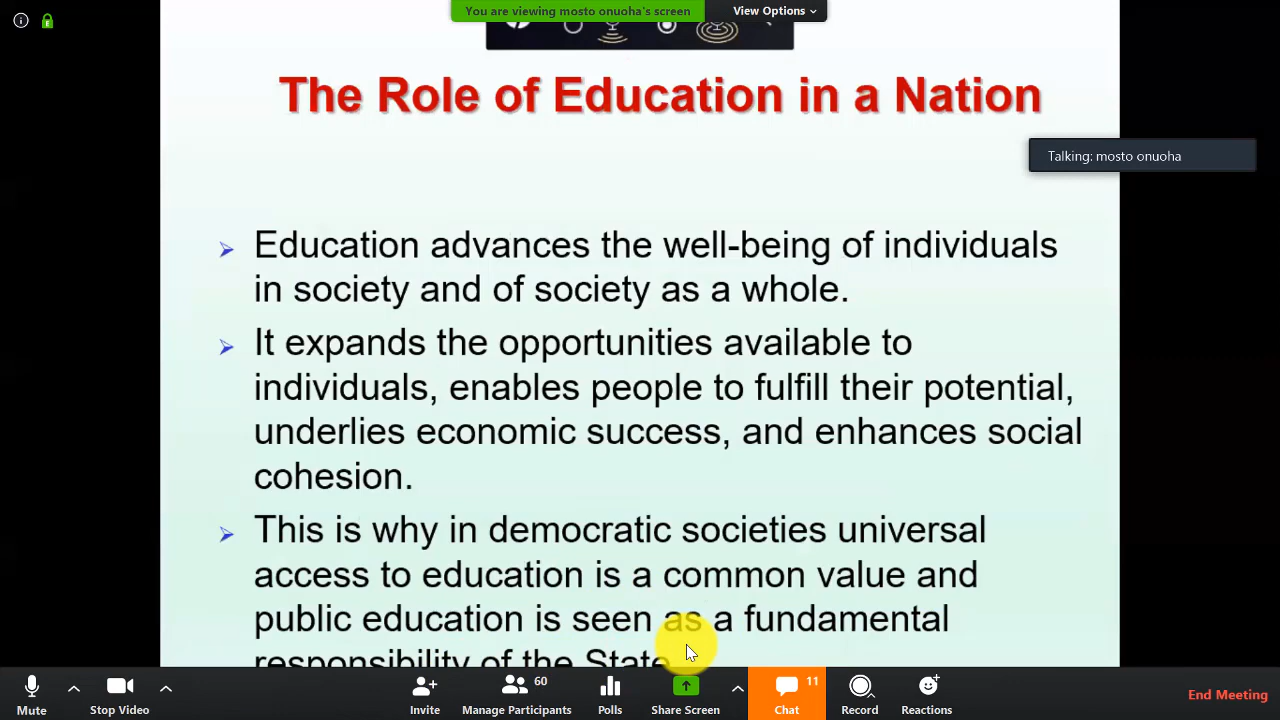 You are viewing mosto onuoha's screen
View Options
The Role of Education in a Nation
Talking: mosto onuoha
Education advances the well-being of individuals
in society and of society as a whole.
It expands the opportunities available to
individuals, enables people to fulfill their potential,
underlies economic success, and enhances social
cohesion.
This is why in democratic societies universal
access to education is a common value and
public education is seen as a fundamental
responsibility of the State.
Mute
Stop Video
Invite
60
Manage Participants
Polls
Share Screen
11
Chat
Record
Reactions
End Meeting